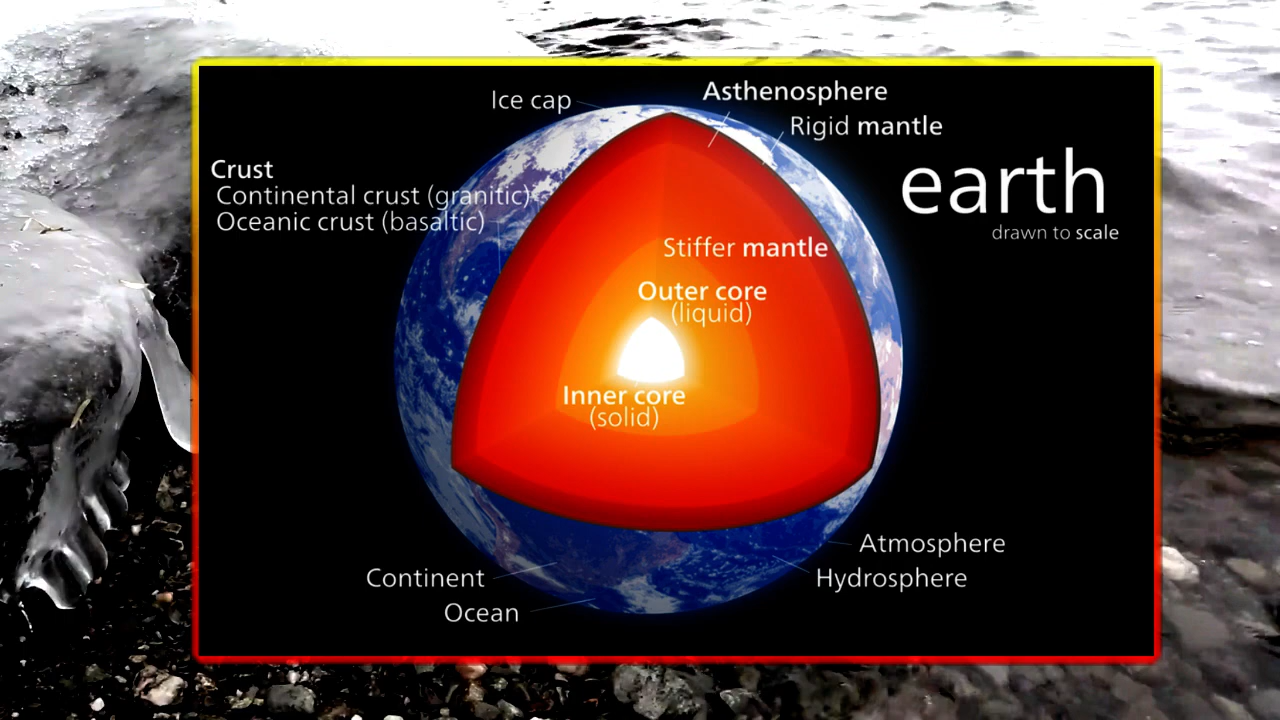 Ice cap
Asthenosphere
Rigid mantle
Crust
Continental crust (granitic)
Oceanic crust (basaltic)
earth
drawn to scale
Stiffer mantle
Outer core
(liquid)
Inner core
(solid)
Atmosphere
Continent
Hydrosphere
Ocean